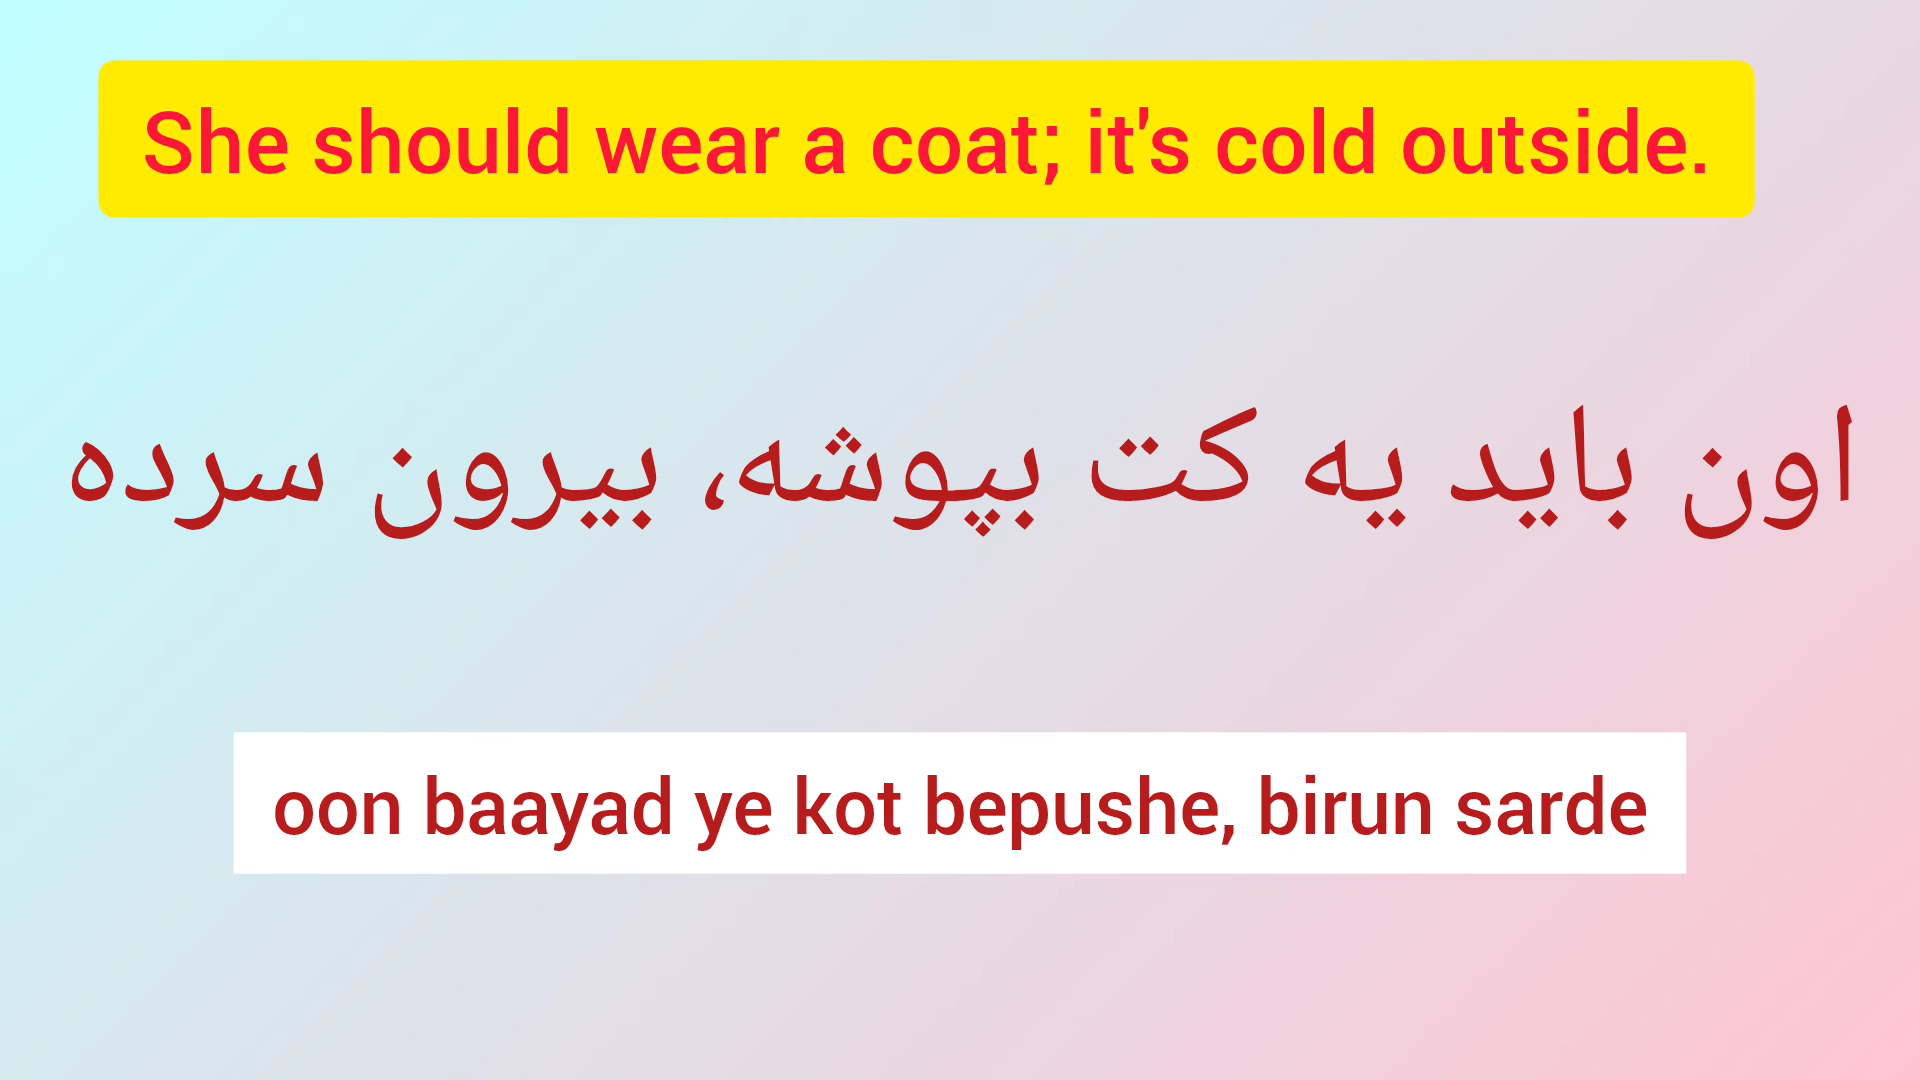 She should wear a coat; it's cold outside.
اون باید یه کت بپوشه، بیرون سرده
oon baayad ye kot bepushe, birun sarde